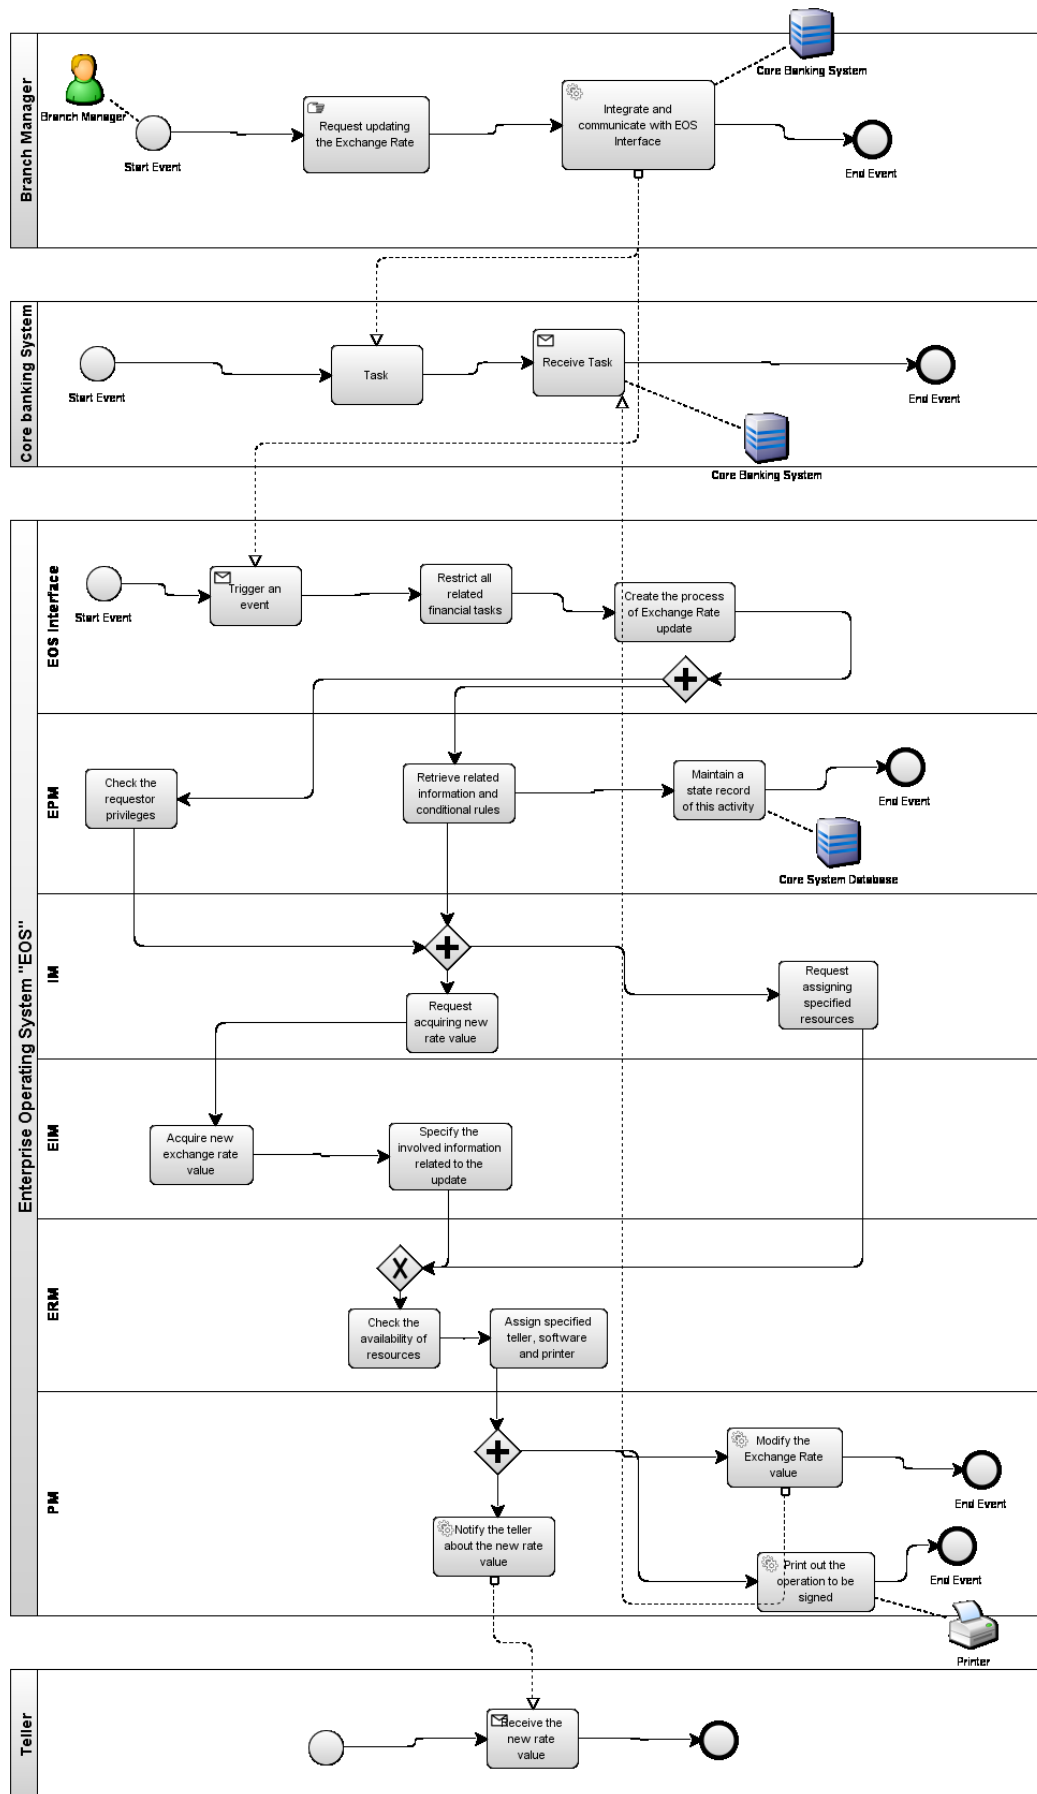 Branch Manager
Core Banking System
Branch Manager
Start Event
Request updating
the Exchange Rate
Integrate and
communicate with EOS
Interface
End Event
Core banking System
Start Event
Task
Receive Task
End Event
Core Banking System
Enterprise Operating System "EOS"
EOS Interface
Start Event
Trigger an
event
Restrict all
related
financial tasks
Create the process
of Exchange Rate
update
EPM
Check the
requestor
privileges
Retrieve related
information and
conditional rules
Maintain a
state record
of this activity
End Event
Core System Database
IM
Request
acquiring new
rate value
Request
assigning
specified
resources
EIM
Acquire new
exchange rate
value
Specify the
involved information
related to the
update
ERM
X
Check the
availability of
resources
Assign specified
teller, software
and printer
PM
Modify the
Exchange Rate
value
End Event
Notify the teller
about the new rate
value
Print out the
operation to be
signed
End Event
Printer
Teller
Receive the
new rate
value